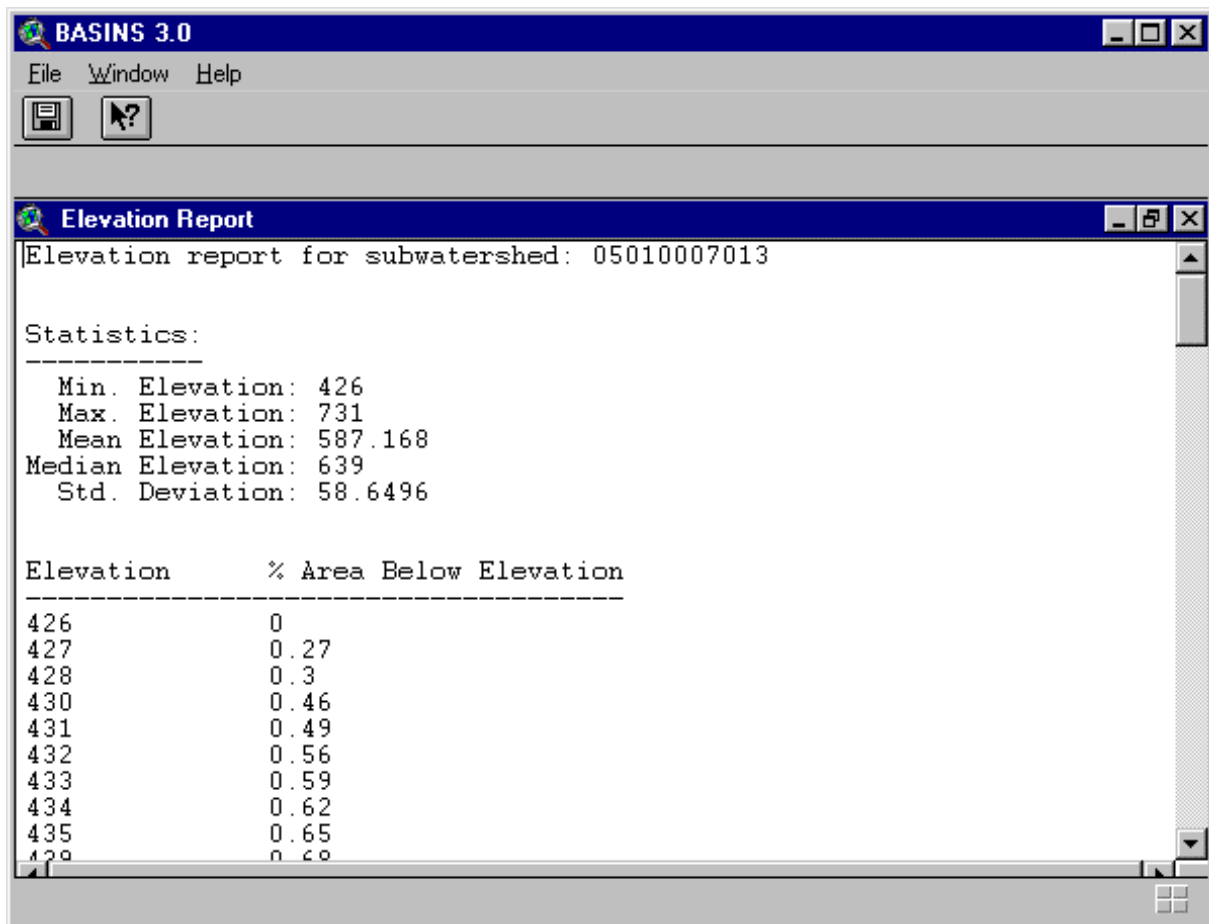 BASINS 3.0
File Window Help
Elevation Report
Elevation report for subwatershed: 05010007013
Statistics:
-----------
Min. Elevation: 426
Max. Elevation: 731
Mean Elevation: 587.168
Median Elevation: 639
Std. Deviation: 58.6496
Elevation % Area Below Elevation
-------------------------------------
426 0
427 0.27
428 0.3
430 0.46
431 0.49
432 0.56
433 0.59
434 0.62
435 0.65